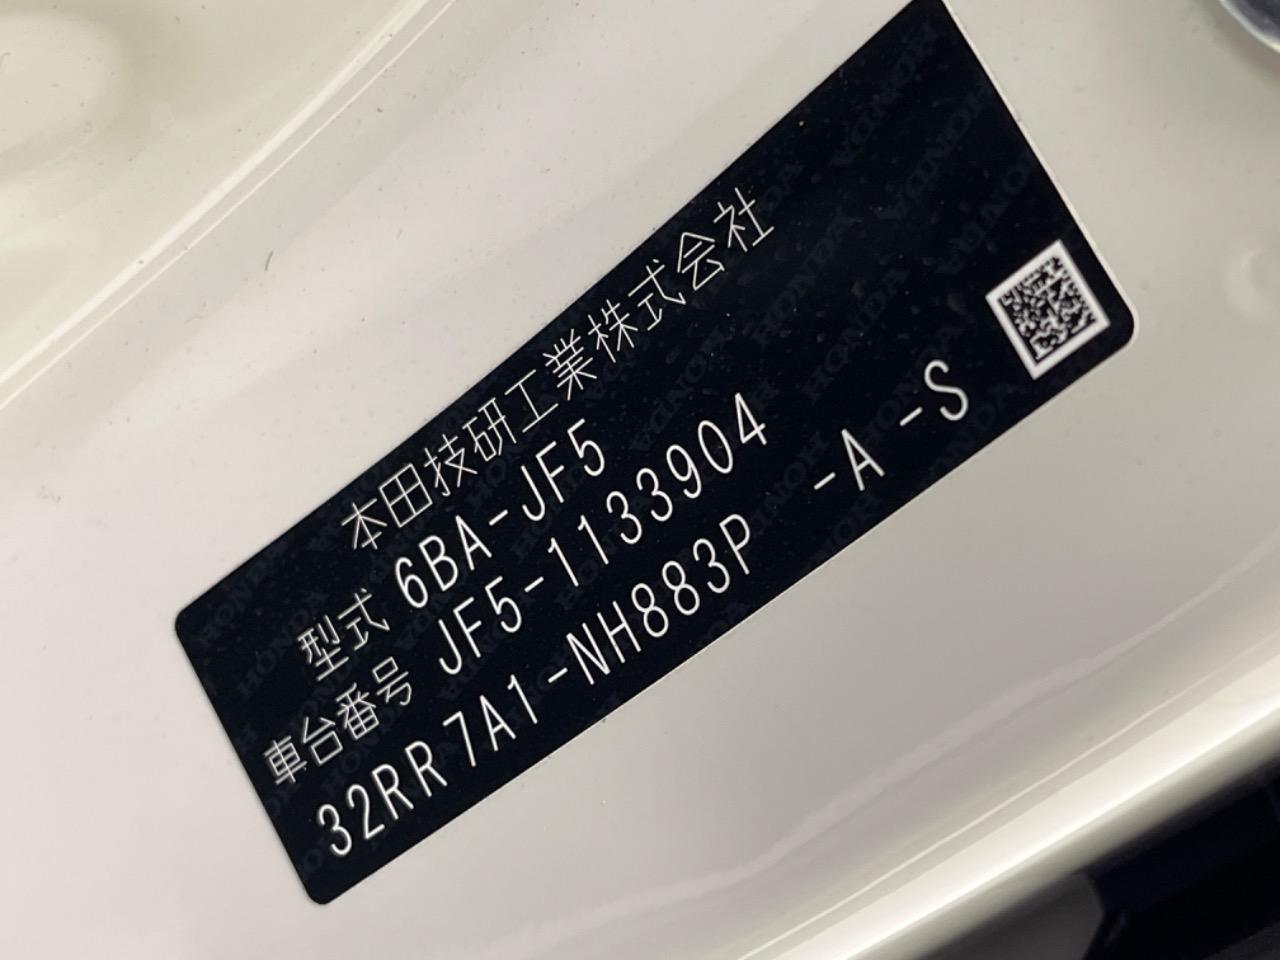 本田技研工業株式会社
型式 6BA-JF5
車台番号 JF5-1133904
32RR7A1-NH883P -A -S